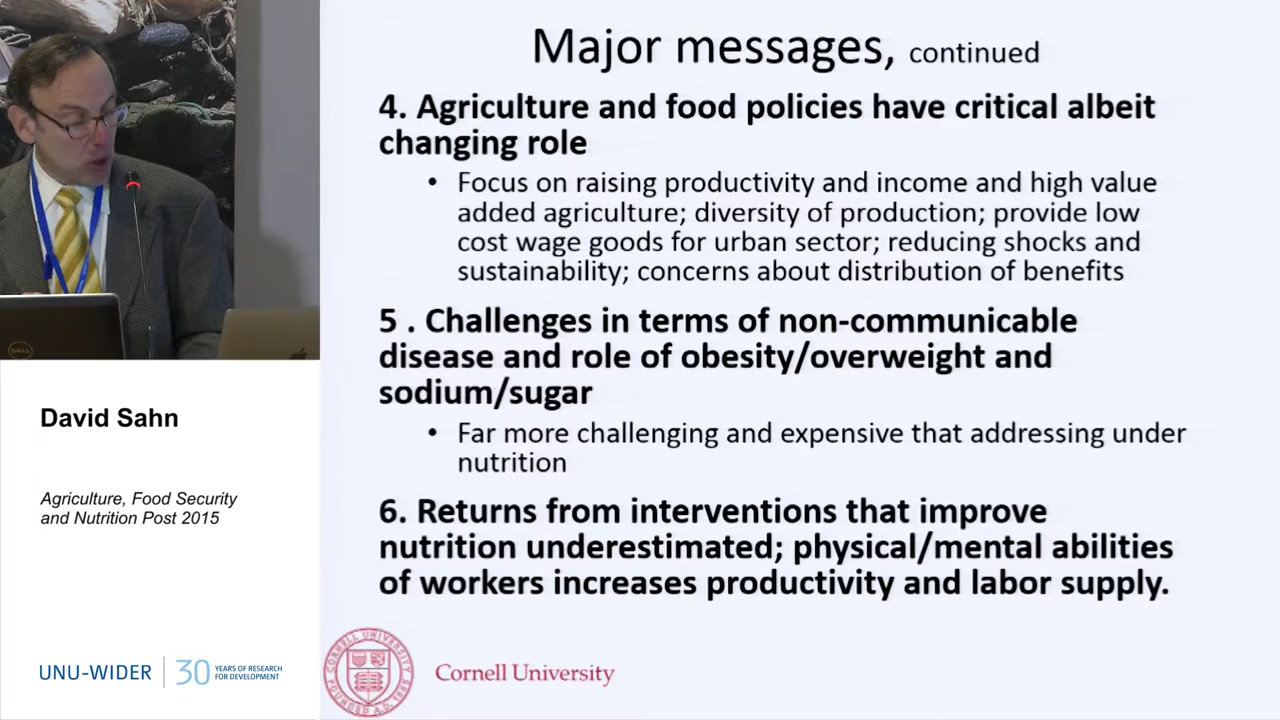 Major messages, continued
4. Agriculture and food policies have critical albeit
changing role
• Focus on raising productivity and income and high value
added agriculture; diversity of production; provide low
cost wage goods for urban sector; reducing shocks and
sustainability; concerns about distribution of benefits
5 . Challenges in terms of non-communicable
disease and role of obesity/overweight and
sodium/sugar
• Far more challenging and expensive that addressing under
nutrition
6. Returns from interventions that improve
nutrition underestimated; physical/mental abilities
of workers increases productivity and labor supply.
Cornell University
CORNELL UNIVERSITY
FOUNDED A.D. 1865
DELL
David Sahn
Agriculture, Food Security
and Nutrition Post 2015
UNU-WIDER
30 YEARS OF RESEARCH
FOR DEVELOPMENT